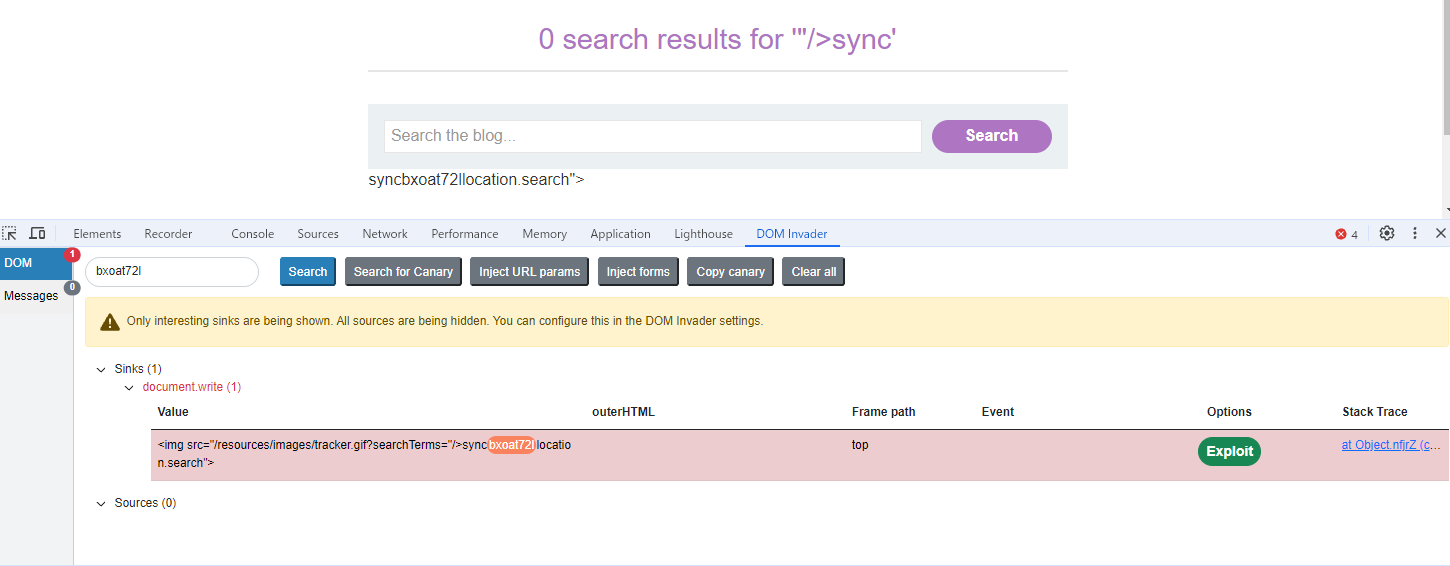 0 search results for '"/>sync'
Search the blog...
Search
syncbxoat72llocation.search">
Elements Recorder Console Sources Network Performance Memory Application Lighthouse DOM Invader 4
DOM 1
Messages 0
bxoat72l Search Search for Canary Inject URL params Inject forms Copy canary Clear all
Only interesting sinks are being shown. All sources are being hidden. You can configure this in the DOM Invader settings.
Sinks (1)
document.write (1)
Value outerHTML Frame path Event Options Stack Trace
<img src="/resources/images/tracker.gif?searchTerms="/>syncbxoat72llocatio
n.search">
top
Exploit
at Object.nfjrZ (c...
Sources (0)